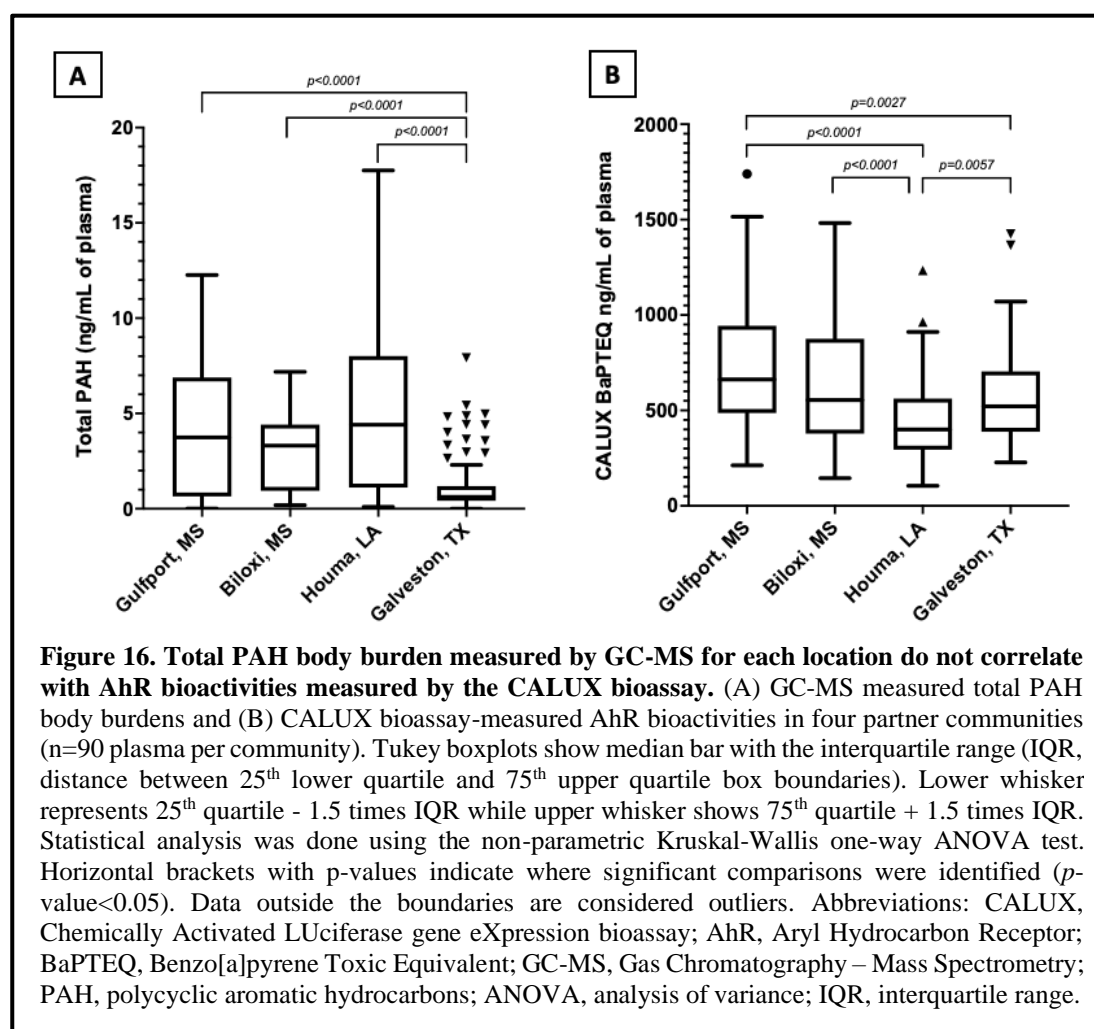 A
p<0.0001
p<0.0001
p<0.0001
20
15
10
5
0
Total PAH (ng/mL of plasma)
Gulfport, MS
Biloxi, MS
Houma, LA
Galveston, TX
B
p=0.0027
p<0.0001
p<0.0001
p=0.0057
2000
1500
1000
500
0
CALUX BaPTEQ ng/mL of plasma
Gulfport, MS
Biloxi, MS
Houma, LA
Galveston, TX
Figure 16. Total PAH body burden measured by GC-MS for each location do not correlate
with AhR bioactivities measured by the CALUX bioassay. (A) GC-MS measured total PAH
body burdens and (B) CALUX bioassay-measured AhR bioactivities in four partner communities
(n=90 plasma per community). Tukey boxplots show median bar with the interquartile range (IQR,
distance between 25th lower quartile and 75th upper quartile box boundaries). Lower whisker
represents 25th quartile - 1.5 times IQR while upper whisker shows 75th quartile + 1.5 times IQR.
Statistical analysis was done using the non-parametric Kruskal-Wallis one-way ANOVA test.
Horizontal brackets with p-values indicate where significant comparisons were identified (p-
value<0.05). Data outside the boundaries are considered outliers. Abbreviations: CALUX,
Chemically Activated LUciferase gene eXpression bioassay; AhR, Aryl Hydrocarbon Receptor;
BaPTEQ, Benzo[a]pyrene Toxic Equivalent; GC-MS, Gas Chromatography – Mass Spectrometry;
PAH, polycyclic aromatic hydrocarbons; ANOVA, analysis of variance; IQR, interquartile range.